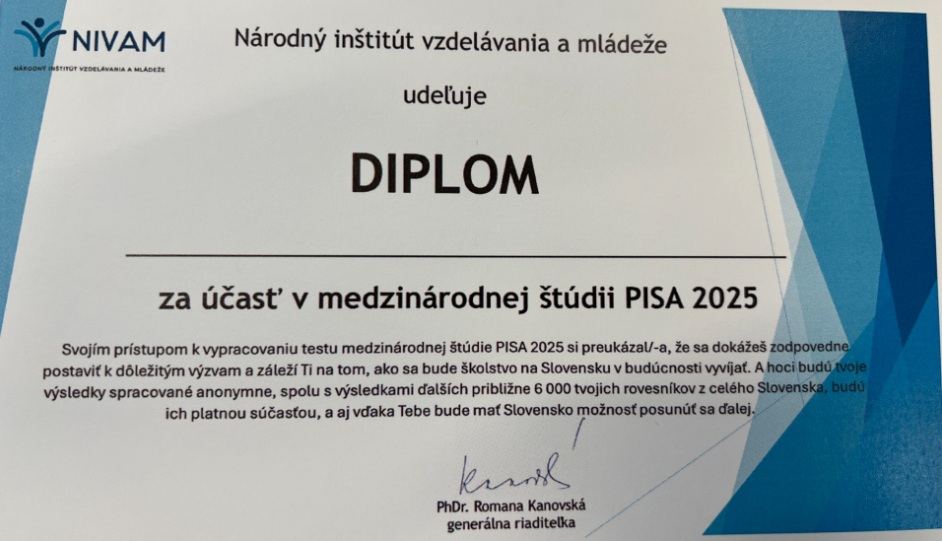 NIVAM
NÁRODNÝ INŠTITÚT VZDELÁVANIA A MLÁDEŽE
Národný inštitút vzdelávania a mládeže
udeľuje
DIPLOM
za účasť v medzinárodnej štúdii PISA 2025
Svojím prístupom k vypracovaniu testu medzinárodnej štúdie PISA 2025 si preukázal/-a, že sa dokážeš zodpovedne
postaviť k dôležitým výzvam a záleží Ti na tom, ako sa bude školstvo na Slovensku v budúcnosti vyvíjať. A hoci budú tvoje
výsledky spracované anonymne, spolu s výsledkami ďalších približne 6 000 tvojich rovesníkov z celého Slovenska, budú
ich platnou súčasťou, a aj vďaka Tebe bude mať Slovensko možnosť posunúť sa ďalej.
PhDr. Romana Kanovská
generálna riaditeľka